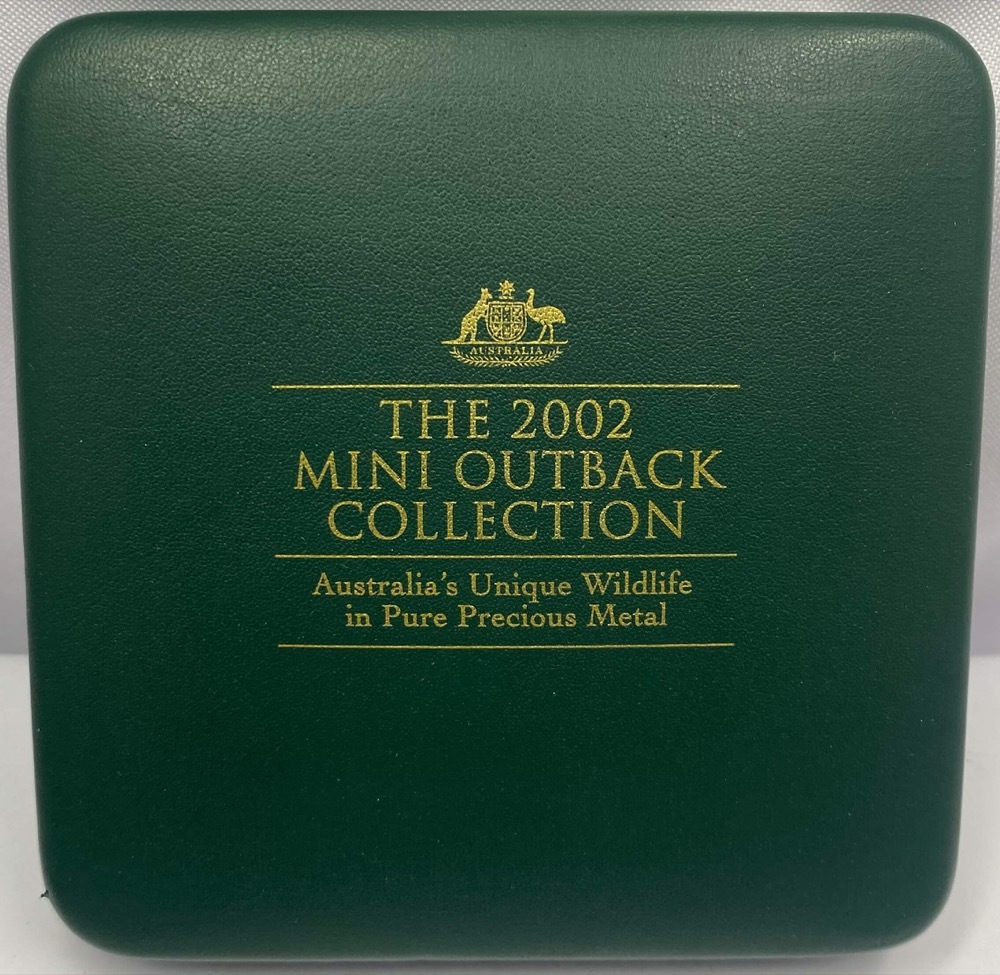 AUSTRALIA
THE 2002
MINI OUTBACK
COLLECTION
Australia's Unique Wildlife
in Pure Precious Metal